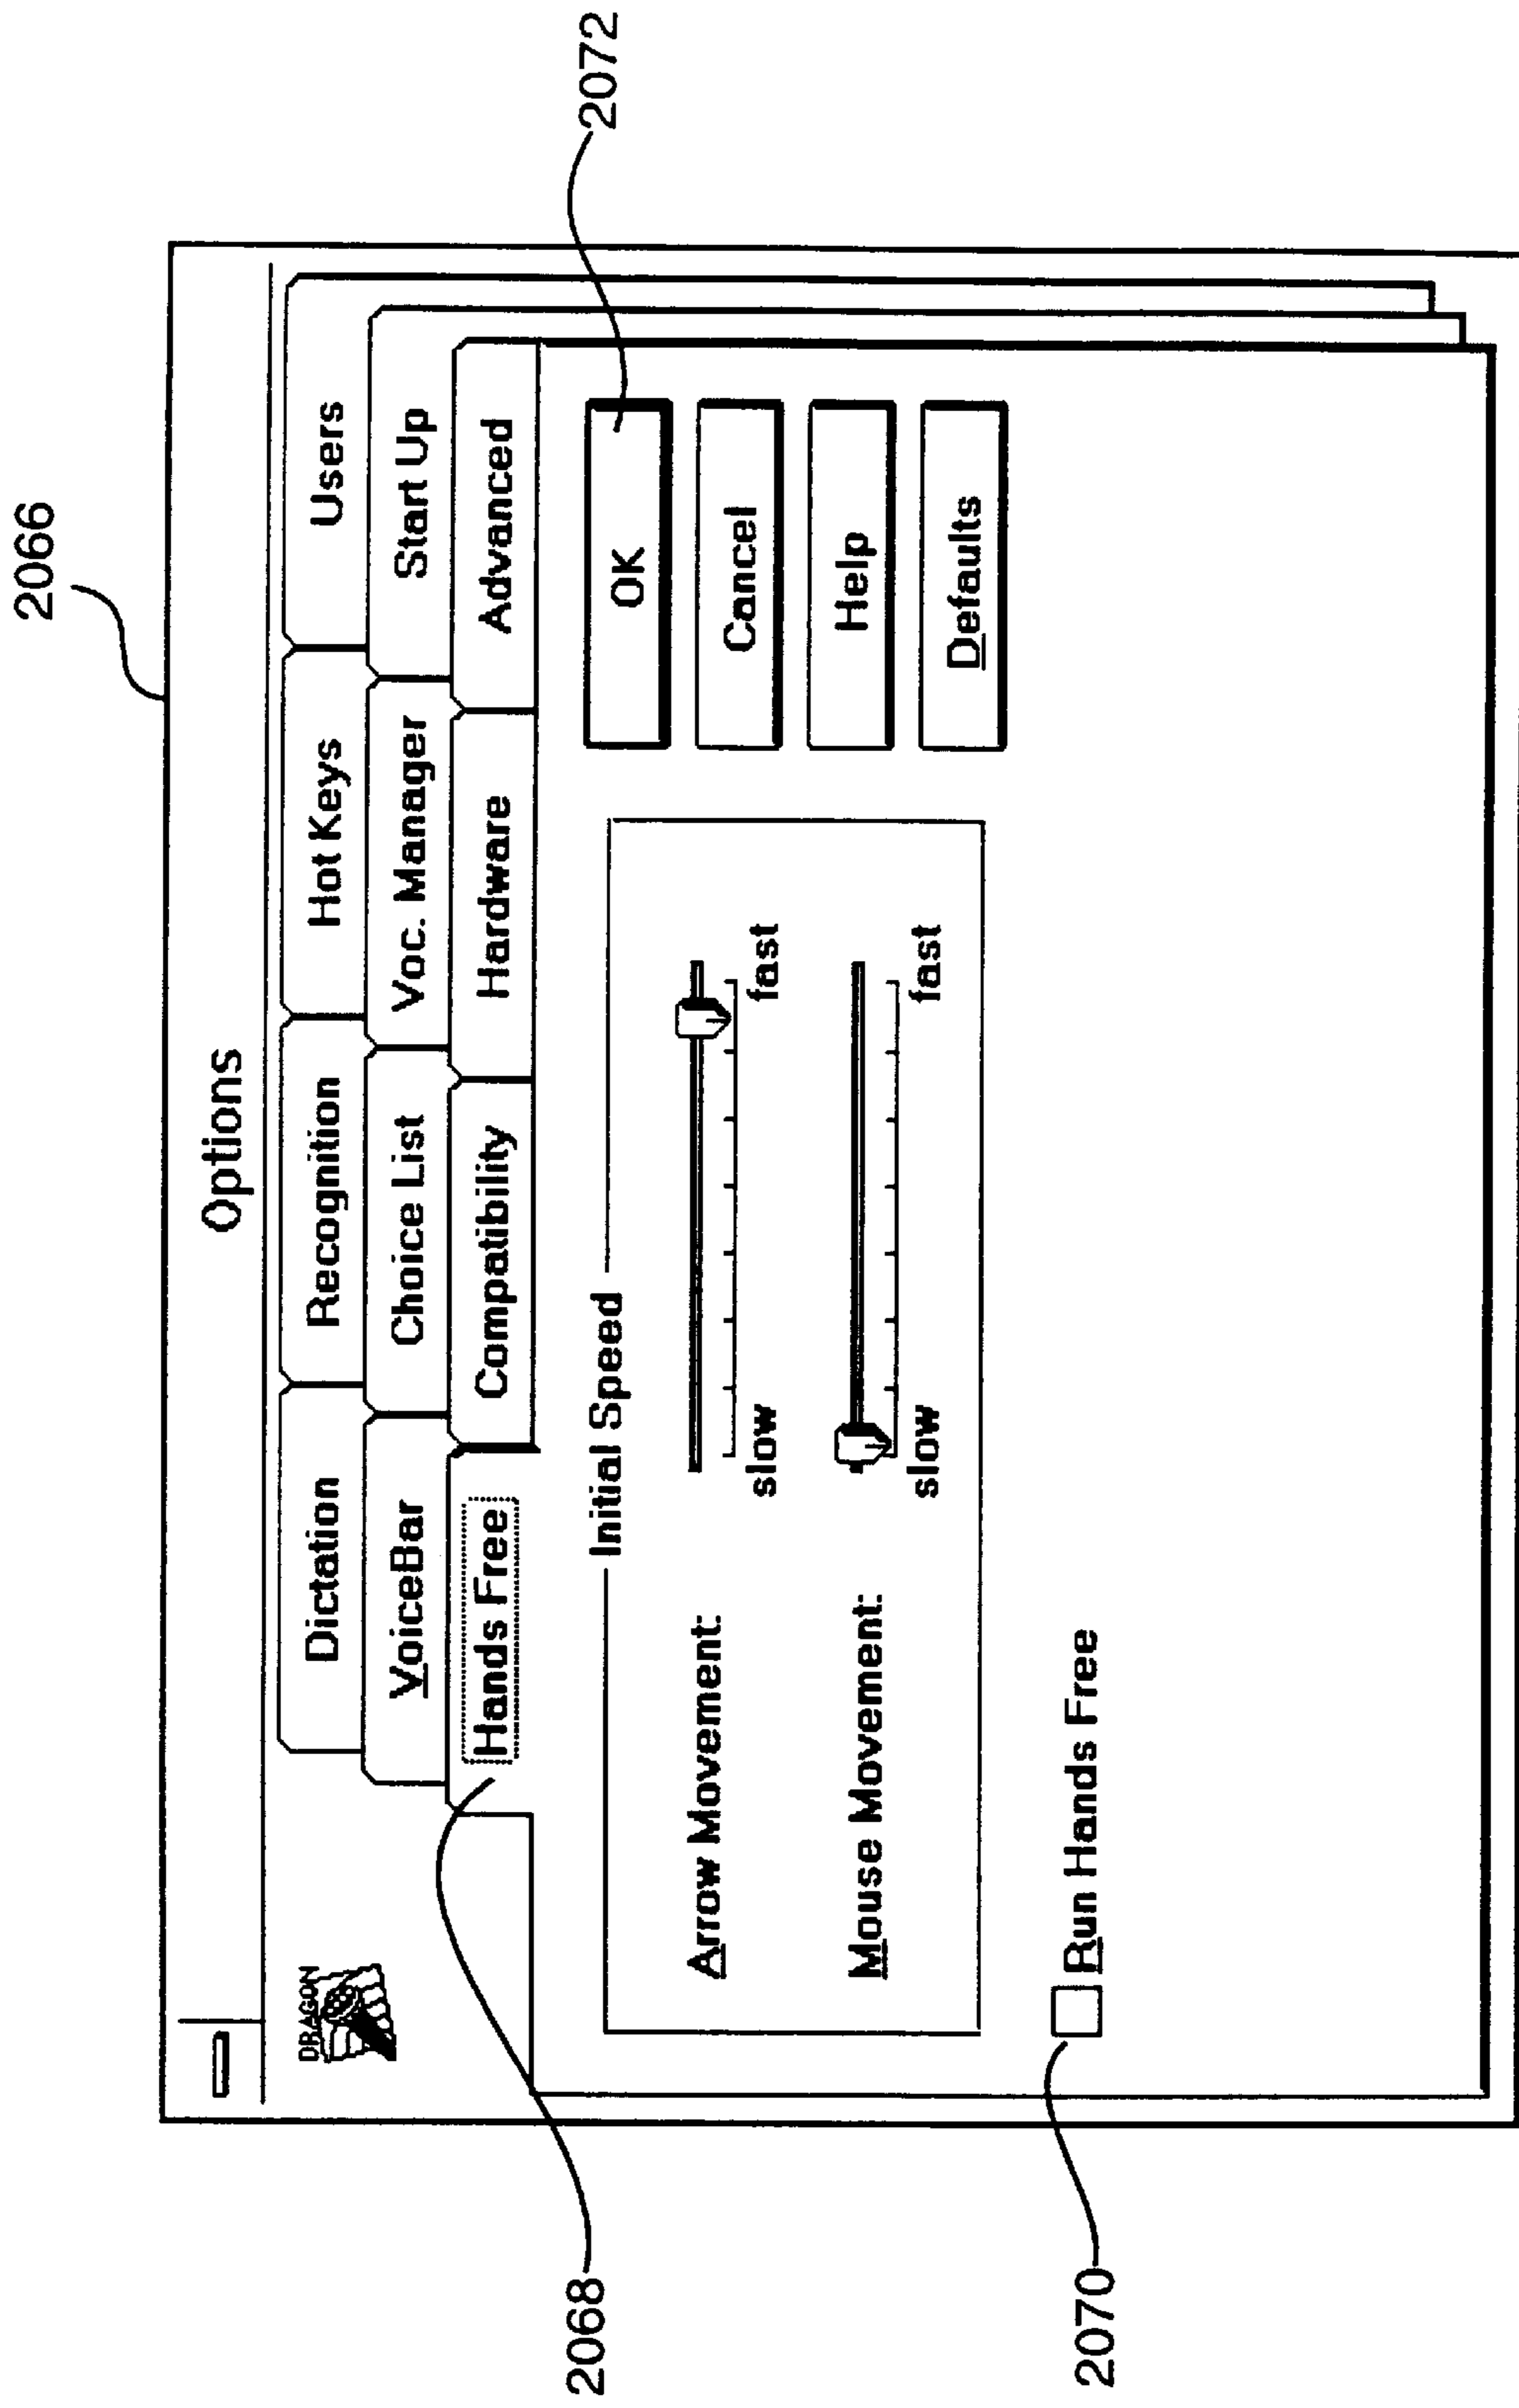 2066
Options
DRAGON
Dictation Recognition Hot Keys Users
VoiceBar Choice List Voc. Manager Start Up
Hands Free Compatibility Hardware Advanced
2068
2072
Initial Speed
OK
Arrow Movement:
slow fast
Cancel
Mouse Movement:
slow fast
Help
Defaults
2070
Run Hands Free